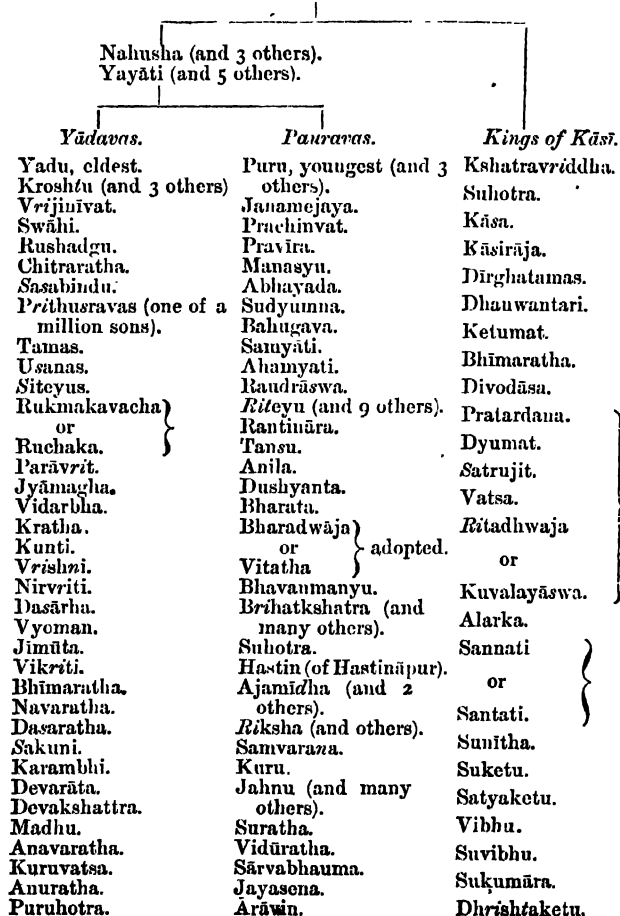 Nahusha (and 3 others).
Yayāti (and 5 others).
Yādavas.
Yadu, eldest.
Kroshtu (and 3 others)
Vrijinīvat.
Swāhi.
Rushadgu.
Chitraratha.
Sasabindu.
Prithusravas (one of a
million sons).
Tamas.
Usanas.
Siteyus.
Rukmakavacha
or
Ruchaka.
Parāvrit.
Jyāmagha.
Vidarbha.
Kratha.
Kunti.
Vrishni.
Nirvriti.
Dasārha.
Vyoman.
Jimūta.
Vikriti.
Bhīmaratha.
Navaratha.
Dasaratha.
Sakuni.
Karambhi.
Devarāta.
Devakshattra.
Madhu.
Anavaratha.
Kuruvatsa.
Anuratha.
Puruhotra.
Pauravas.
Puru, youngest (and 3
others).
Janamejaya.
Prachinvat.
Pravīra.
Manasyu.
Abhayada.
Sudyumna.
Bahugava.
Samyāti.
Ahamyati.
Raudrāswa.
Riteyu (and 9 others).
Rantināra.
Tansu.
Anila.
Dushyanta.
Bharata.
Bharadwāja
or adopted.
Vitatha
Bhavanmanyu.
Brihatkshatra (and
many others).
Suhotra.
Hastin (of Hastināpur).
Ajamīdha (and 2
others).
Riksha (and others).
Samvarana.
Kuru.
Jahnu (and many
others).
Suratha.
Vidūratha.
Sārvabhauma.
Jayasena.
Ārāvin.
Kings of Kāsī.
Kshatravriddha.
Suhotra.
Kāsa.
Kāsirāja.
Dīrghatamas.
Dhanwantari.
Ketumat.
Bhīmaratha.
Divodāsa.
Pratardana.
Dyumat.
Satrujit.
Vatsa.
Ritadhwaja
or
Kuvalayāswa.
Alarka.
Sannati
or
Santati.
Sunītha.
Suketu.
Satyaketu.
Vibhu.
Suvibhu.
Sukumāra.
Dhrishtaketu.